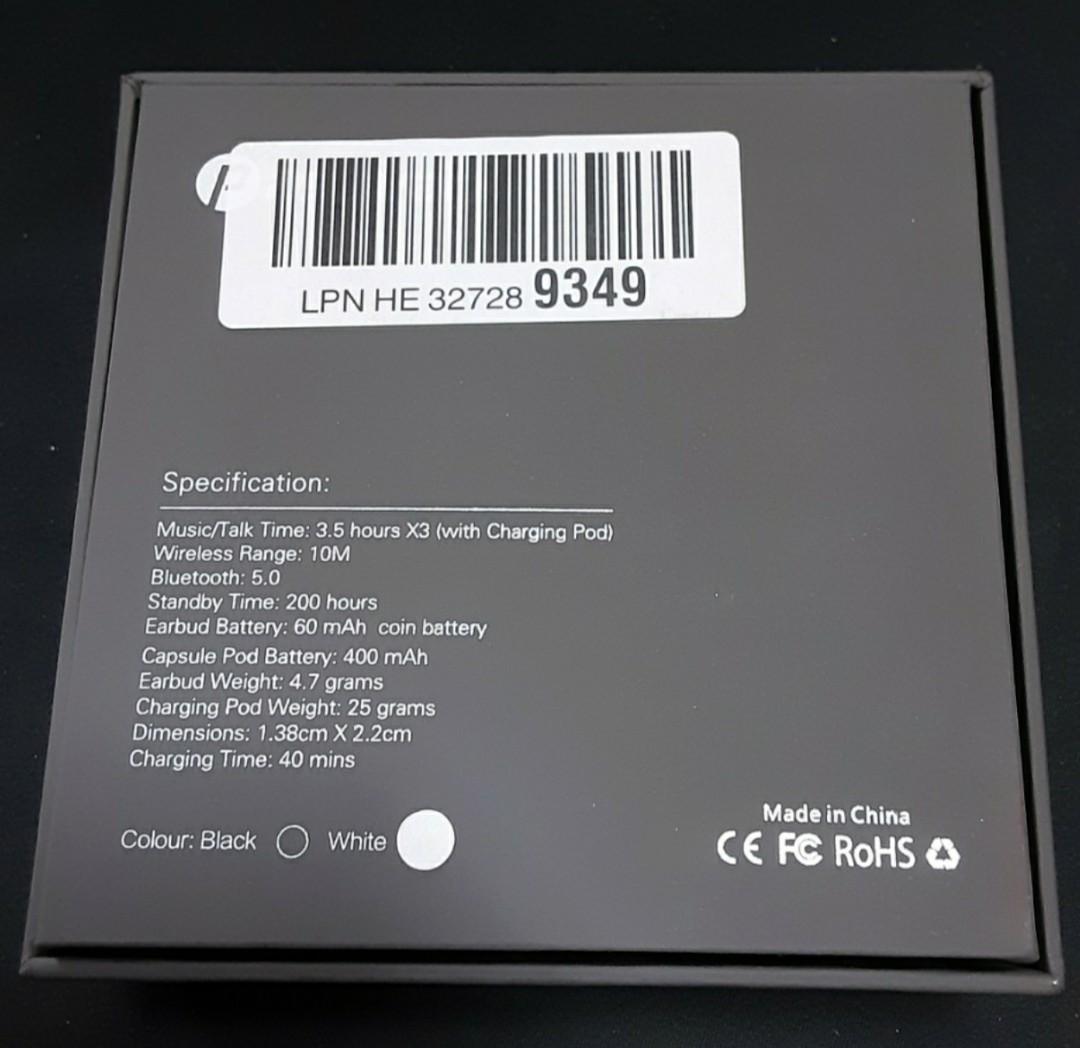 LPN HE 32728 9349
Specification:
Music/Talk Time: 3.5 hours X3 (with Charging Pod)
Wireless Range: 10M
Bluetooth: 5.0
Standby Time: 200 hours
Earbud Battery: 60 mAh coin battery
Capsule Pod Battery: 400 mAh
Earbud Weight: 4.7 grams
Charging Pod Weight: 25 grams
Dimensions: 1.38cm X 2.2cm
Charging Time: 40 mins
Colour: Black White
Made in China
CE FC RoHS